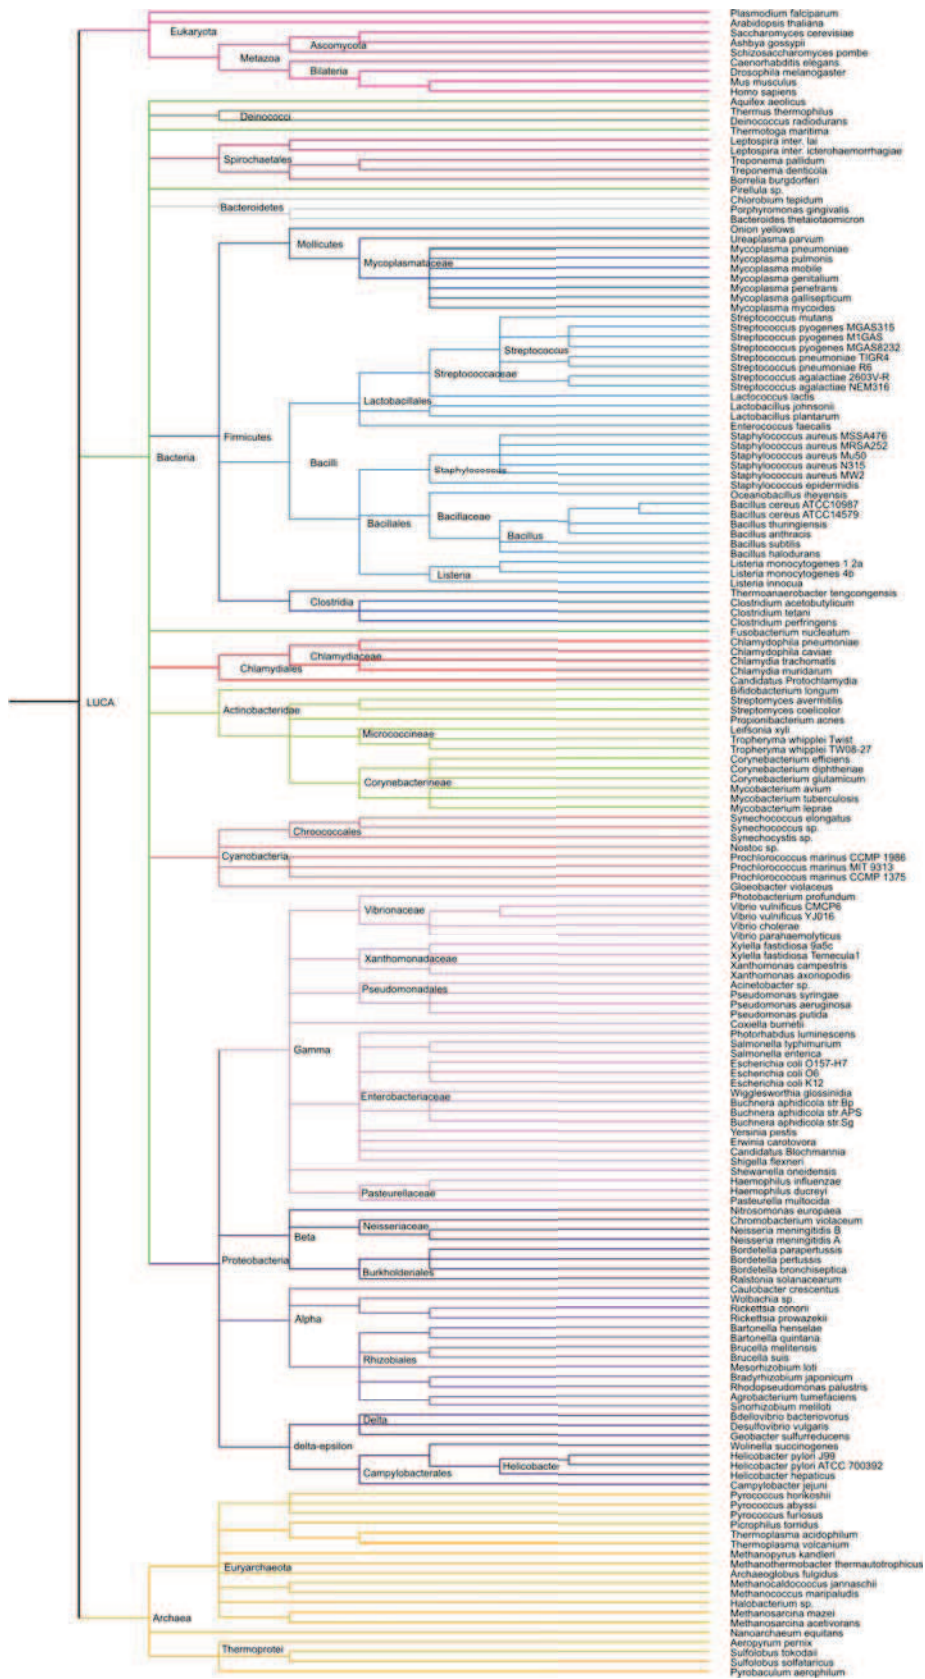 Plasmodium falciparum
Arabidopsis thaliana
Eukaryota
Saccharomyces cerevisiae
Ascomycota
Ashbya gossypii
Schizosaccharomyces pombe
Metazoa
Caenorhabditis elegans
Bilateria
Drosophila melanogaster
Mus musculus
Homo sapiens
Aquifex aeolicus
Thermus thermophilus
Deinococci
Deinococcus radiodurans
Thermotoga maritima
Leptospira inter. lai
Leptospira inter. icterohaemorrhagiae
Spirochaetales
Treponema pallidum
Treponema denticola
Borrelia burgdorferi
Pirellula sp.
Chlorobium tepidum
Bacteroidetes
Porphyromonas gingivalis
Bacteroides thetaiotaomicron
Onion yellows
Mollicutes
Ureaplasma parvum
Mycoplasma pneumoniae
Mycoplasma pulmonis
Mycoplasmataceae
Mycoplasma mobile
Mycoplasma genitalium
Mycoplasma penetrans
Mycoplasma gallisepticum
Mycoplasma mycoides
Streptococcus mutans
Streptococcus pyogenes MGAS315
Streptococcus pyogenes M1GAS
Streptococcus
Streptococcus pyogenes MGAS8232
Streptococcus pneumoniae TIGR4
Streptococcaceae
Streptococcus pneumoniae R6
Streptococcus agalactiae 2603V-R
Streptococcus agalactiae NEM316
Lactobacillales
Lactococcus lactis
Lactobacillus johnsonii
Lactobacillus plantarum
Enterococcus faecalis
Firmicutes
Staphylococcus aureus MSSA476
Staphylococcus aureus MRSA252
Bacteria
Staphylococcus aureus Mu50
Bacilli
Staphylococcus aureus N315
Staphylococcus
Staphylococcus aureus MW2
Staphylococcus epidermidis
Oceanobacillus iheyensis
Bacillus cereus ATCC10987
Bacillaceae
Bacillus cereus ATCC14579
Bacillales
Bacillus thuringiensis
Bacillus
Bacillus anthracis
Bacillus subtilis
Bacillus halodurans
Listeria monocytogenes 1 2a
Listeria
Listeria monocytogenes 4b
Listeria innocua
Thermoanaerobacter tengcongensis
Clostridia
Clostridium acetobutylicum
Clostridium tetani
Clostridium perfringens
Fusobacterium nucleatum
Chlamydophila pneumoniae
Chlamydiaceae
Chlamydophila caviae
Chlamydia trachomatis
Chlamydiales
Chlamydia muridarum
Candidatus Protochlamydia
Bifidobacterium longum
LUCA
Streptomyces avermitilis
Actinobacteridae
Streptomyces coelicolor
Propionibacterium acnes
Micrococcineae
Leifsonia xyli
Tropheryma whipplei Twist
Tropheryma whipplei TW08-27
Corynebacterium efficiens
Corynebacterium diphtheriae
Corynebacterineae
Corynebacterium glutamicum
Mycobacterium avium
Mycobacterium tuberculosis
Mycobacterium leprae
Synechococcus elongatus
Chroococcales
Synechococcus sp.
Synechocystis sp.
Nostoc sp.
Cyanobacteria
Prochlorococcus marinus CCMP 1986
Prochlorococcus marinus MIT 9313
Prochlorococcus marinus CCMP 1375
Gloeobacter violaceus
Photobacterium profundum
Vibrionaceae
Vibrio vulnificus CMCP6
Vibrio vulnificus YJ016
Vibrio cholerae
Vibrio parahaemolyticus
Xylella fastidiosa 9a5c
Xanthomonadaceae
Xylella fastidiosa Temecula1
Xanthomonas campestris
Xanthomonas axonopodis
Pseudomonadales
Acinetobacter sp.
Pseudomonas syringae
Pseudomonas aeruginosa
Pseudomonas putida
Coxiella burnetii
Photorhabdus luminescens
Salmonella typhimurium
Gamma
Salmonella enterica
Escherichia coli O157-H7
Escherichia coli O6
Escherichia coli K12
Enterobacteriaceae
Wigglesworthia glossinidia
Buchnera aphidicola str.Bp
Buchnera aphidicola str.APS
Buchnera aphidicola str.Sg
Yersinia pestis
Erwinia carotovora
Candidatus Blochmannia
Shigella flexneri
Shewanella oneidensis
Haemophilus influenzae
Pasteurellaceae
Haemophilus ducreyi
Pasteurella multocida
Nitrosomonas europaea
Neisseriaceae
Chromobacterium violaceum
Beta
Neisseria meningitidis B
Neisseria meningitidis A
Bordetella parapertussis
Proteobacteria
Bordetella pertussis
Burkholderiales
Bordetella bronchiseptica
Ralstonia solanacearum
Caulobacter crescentus
Wolbachia sp.
Rickettsia conorii
Alpha
Rickettsia prowazekii
Bartonella henselae
Bartonella quintana
Brucella melitensis
Rhizobiales
Brucella suis
Mesorhizobium loti
Bradyrhizobium japonicum
Rhodopseudomonas palustris
Agrobacterium tumefaciens
Sinorhizobium meliloti
Delta
Bdellovibrio bacteriovorus
Desulfovibrio vulgaris
Geobacter sulfurreducens
delta-epsilon
Wolinella succinogenes
Helicobacter pylori J99
Helicobacter
Helicobacter pylori ATCC 700392
Campylobacterales
Helicobacter hepaticus
Campylobacter jejuni
Pyrococcus horikoshii
Pyrococcus abyssi
Pyrococcus furiosus
Picrophilus torridus
Thermoplasma acidophilum
Thermoplasma volcanium
Methanopyrus kandleri
Euryarchaeota
Methanothermobacter thermautotrophicus
Archaeoglobus fulgidus
Methanocaldococcus jannaschii
Methanococcus maripaludis
Halobacterium sp.
Archaea
Methanosarcina mazei
Methanosarcina acetivorans
Nanoarchaeum equitans
Thermoprotei
Aeropyrum pernix
Sulfolobus tokodaii
Sulfolobus solfataricus
Pyrobaculum aerophilum